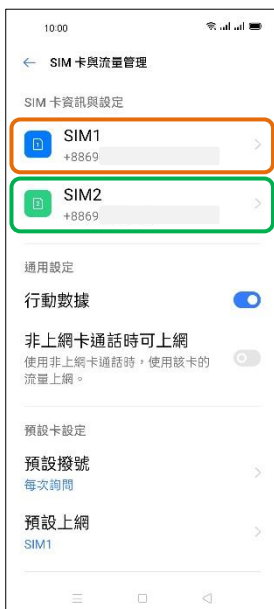 10:00
← SIM 卡與流量管理
SIM 卡資訊與設定
SIM1
+8869
SIM2
+8869
通用設定
行動數據
非上網卡通話時可上網
使用非上網卡通話時，使用該卡的
流量上網。
預設卡設定
預設撥號
每次詢問
預設上網
SIM1